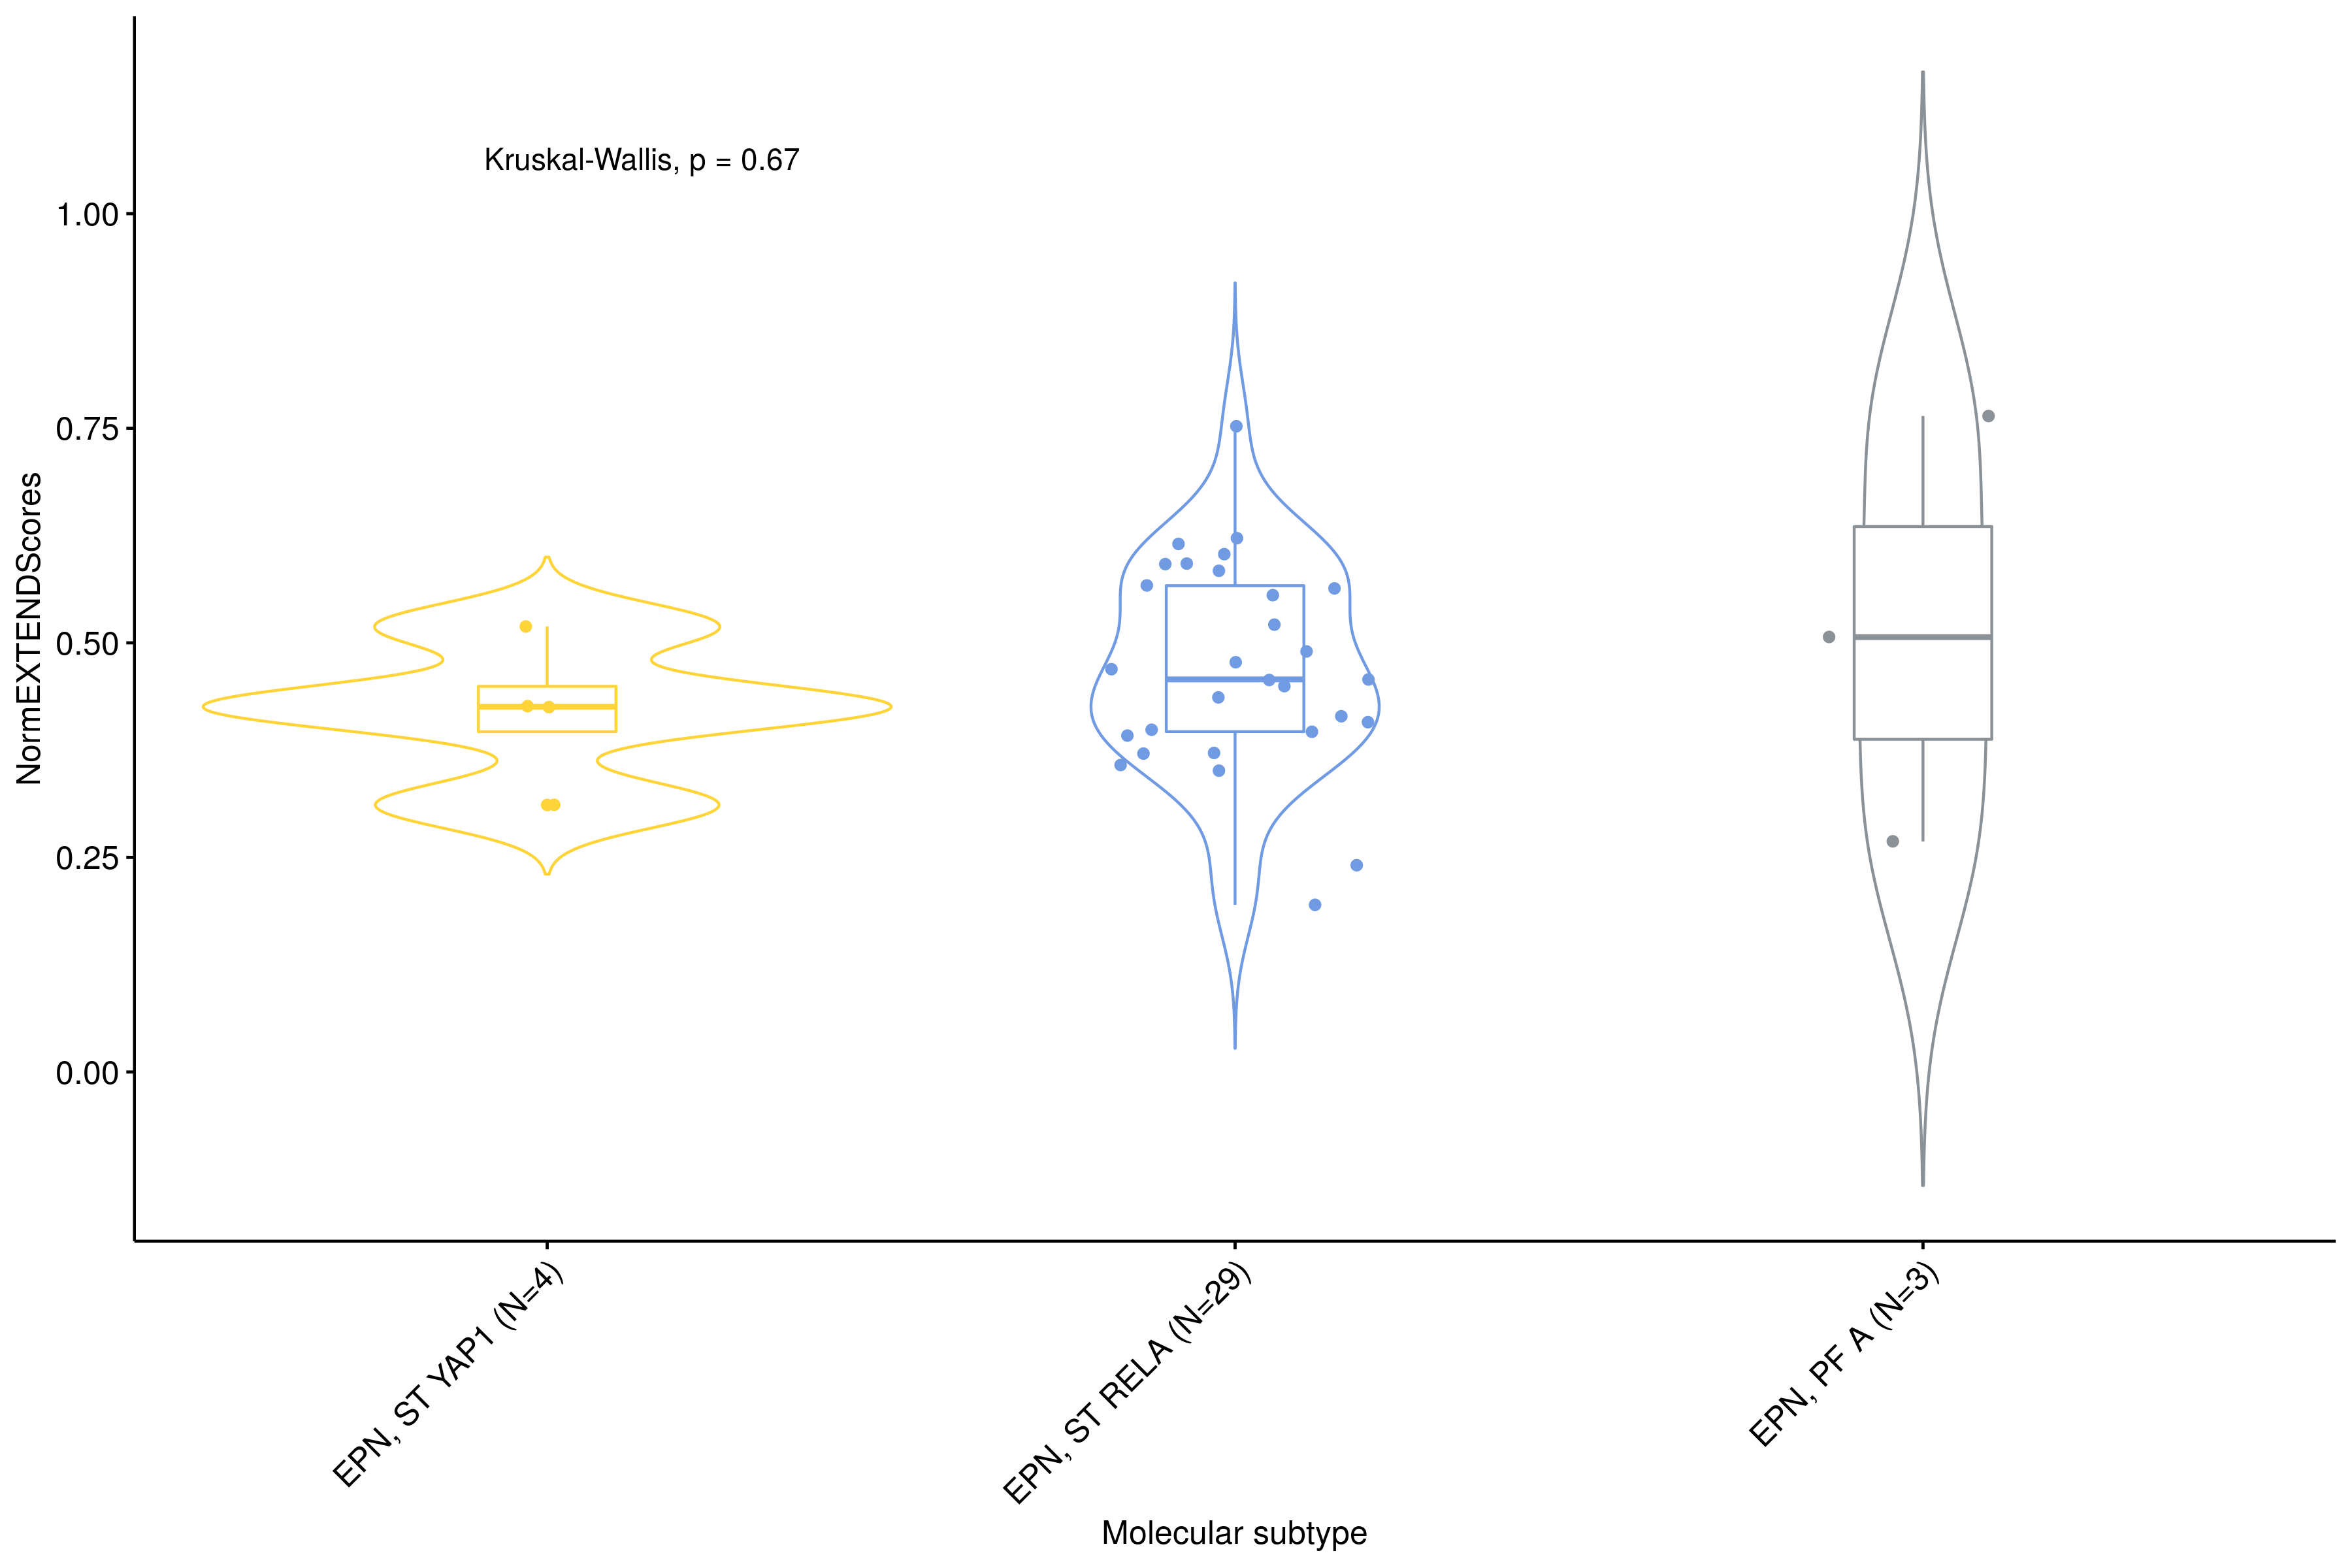 Kruskal-Wallis, p = 0.67
1.00
0.75
0.50
0.25
0.00
NormEXTENDScores
EPN, ST YAP1 (N=4)
EPN, ST RELA (N=29)
EPN, PF A (N=3)
Molecular subtype